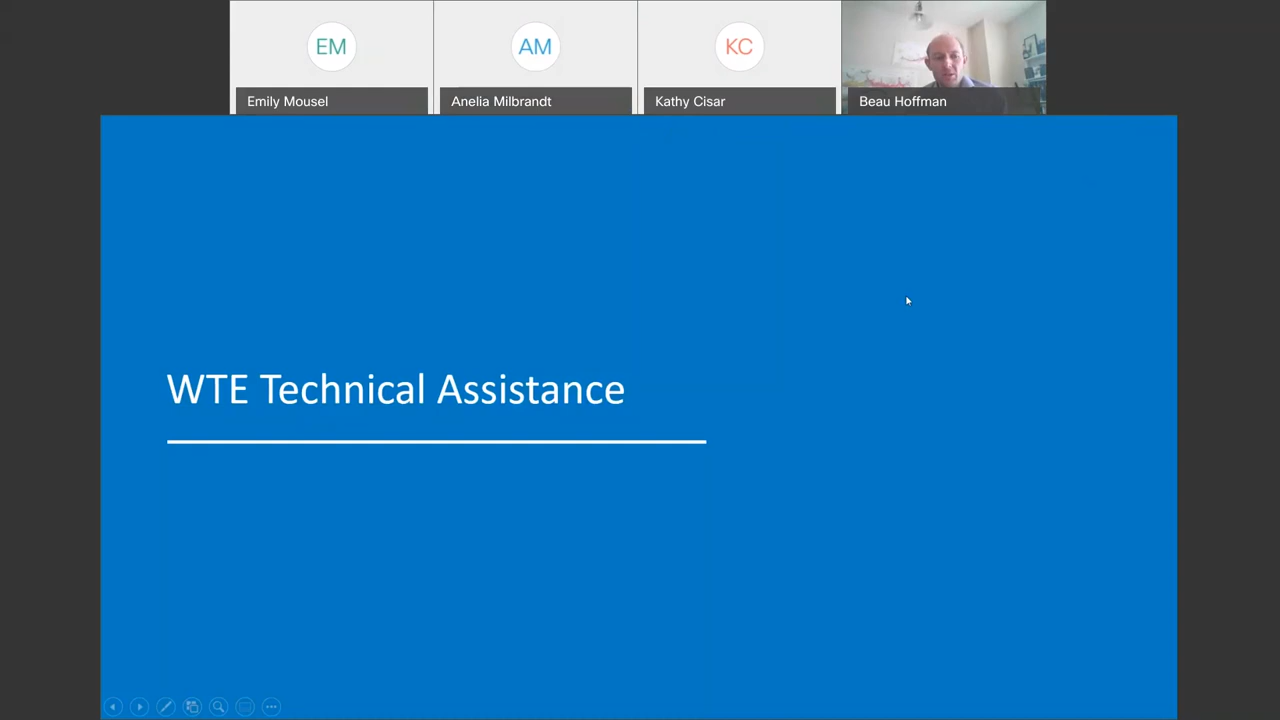 EM
AM
KC
Emily Mousel
Anelia Milbrandt
Kathy Cisar
Beau Hoffman
WTE Technical Assistance